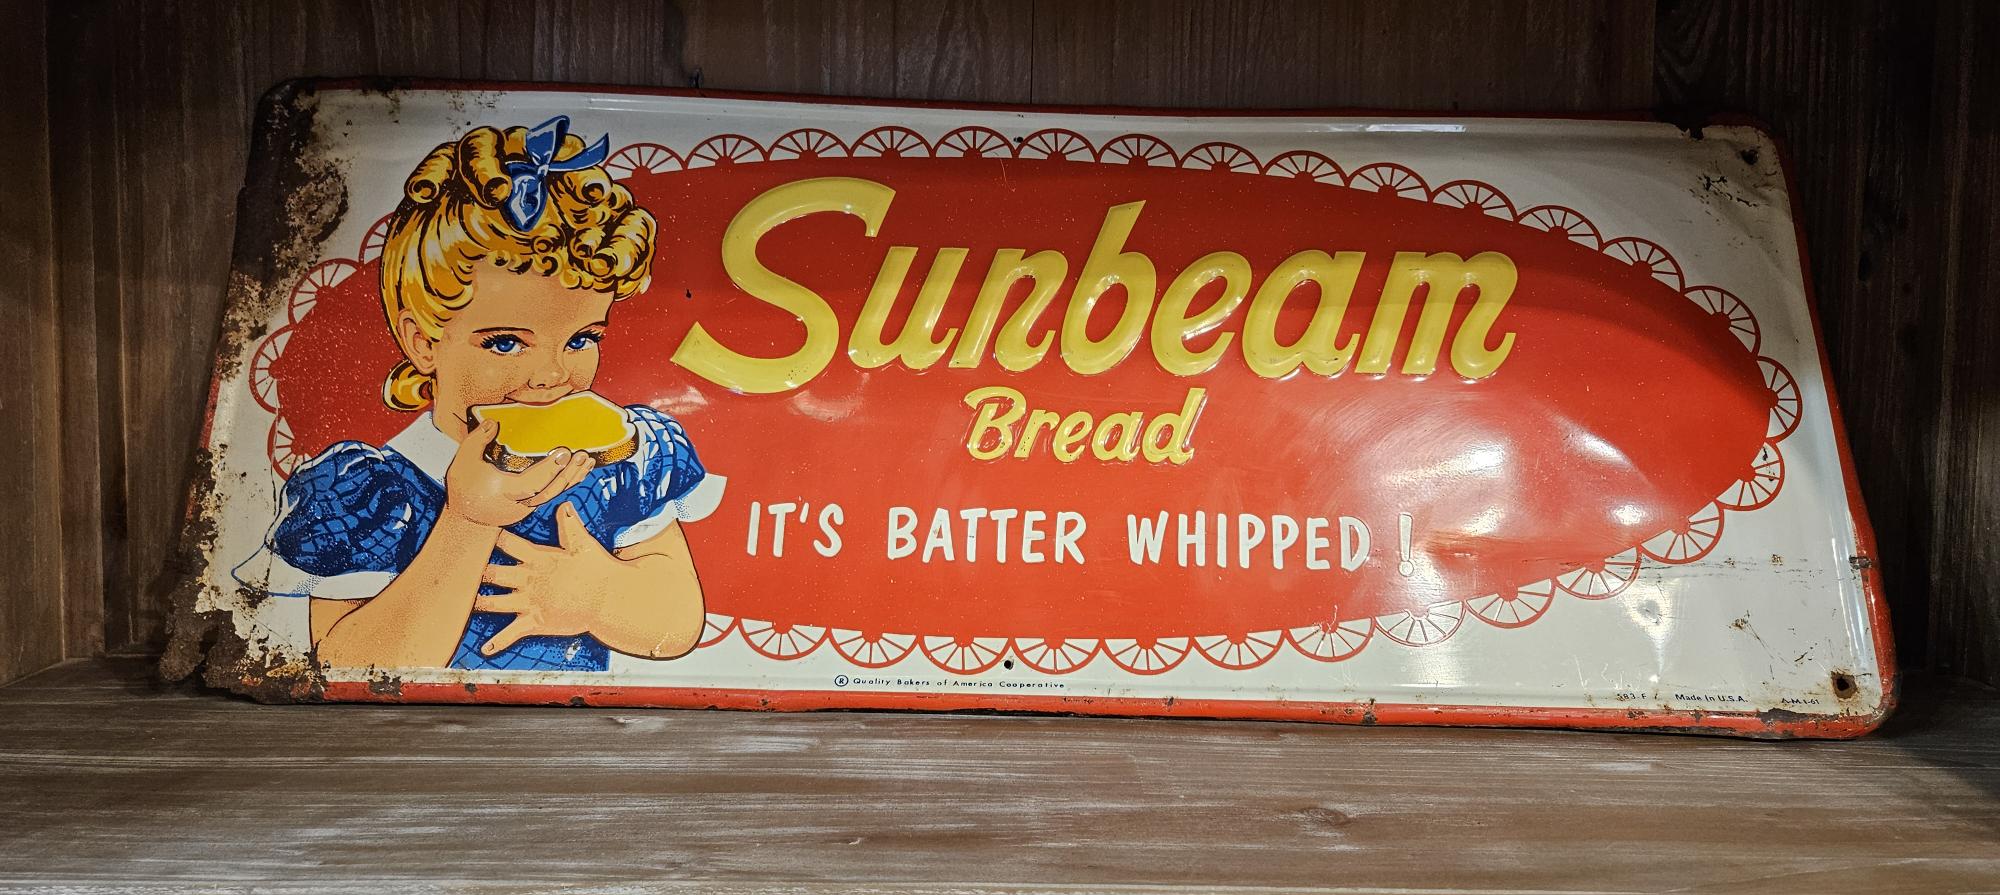 Sunbeam
Bread
IT'S BATTER WHIPPED!
® Quality Bakers of America Cooperative
Made In U.S.A.